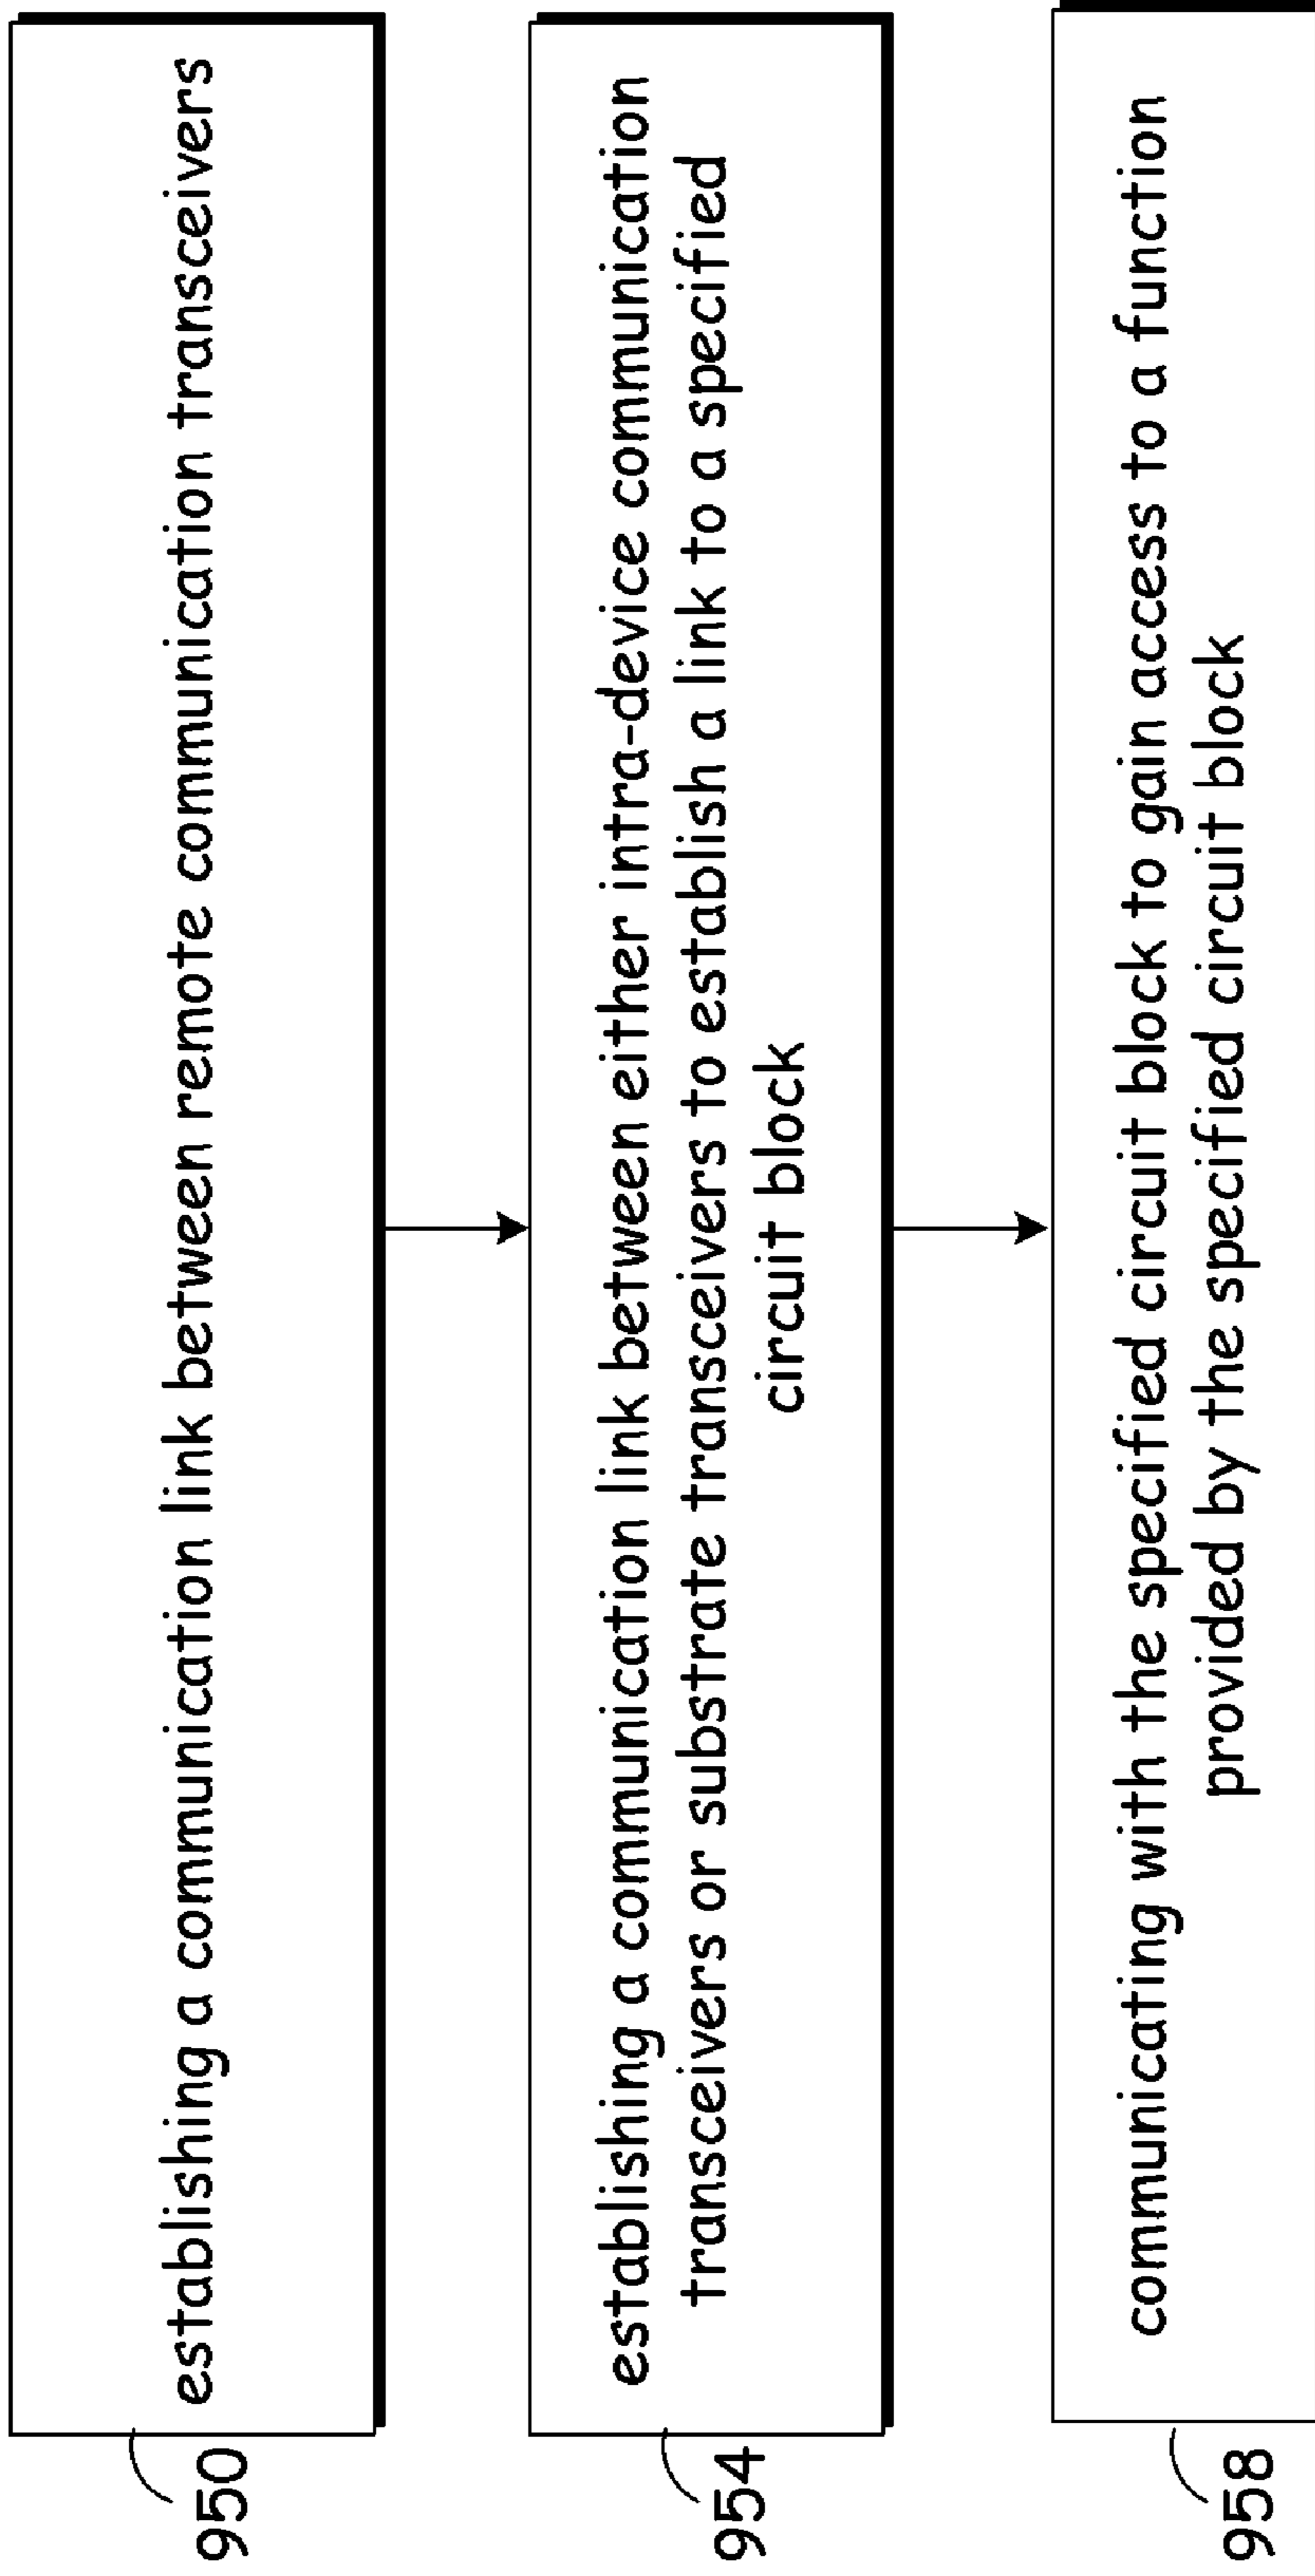 establishing a communication link between remote communication transceivers
950
establishing a communication link between either intra-device communication
transceivers or substrate transceivers to establish a link to a specified
circuit block
954
communicating with the specified circuit block to gain access to a function
provided by the specified circuit block
958